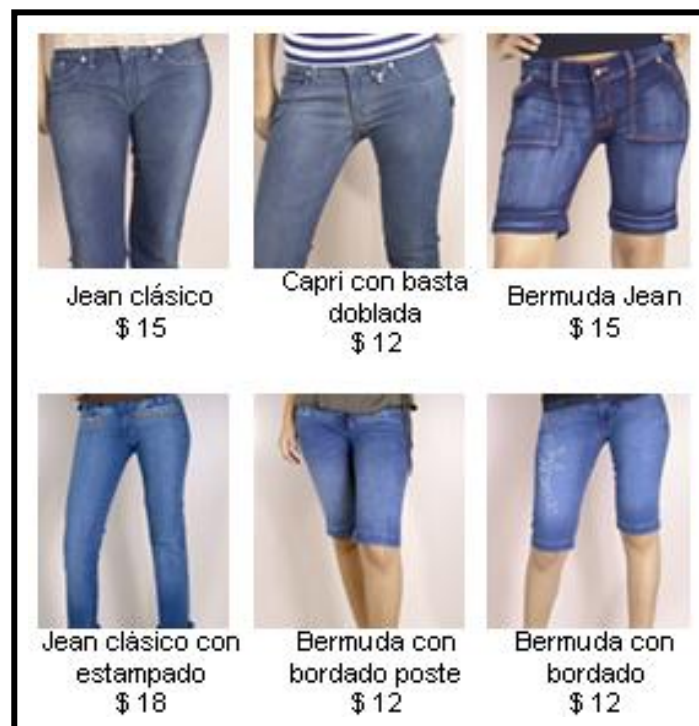 Jean clásico
$ 15
Capri con basta
doblada
$ 12
Bermuda Jean
$ 15
Jean clásico con
estampado
$ 18
Bermuda con
bordado poste
$ 12
Bermuda con
bordado
$ 12